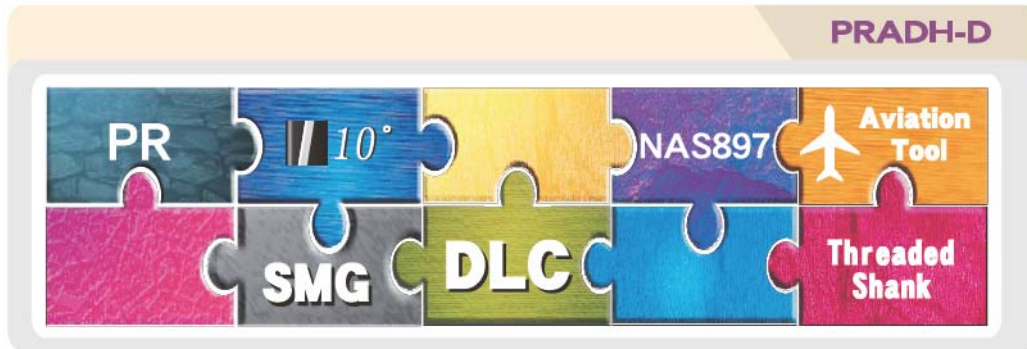 PRADH-D
PR
10°
NAS897
Aviation
Tool
SMG
DLC
Threaded
Shank